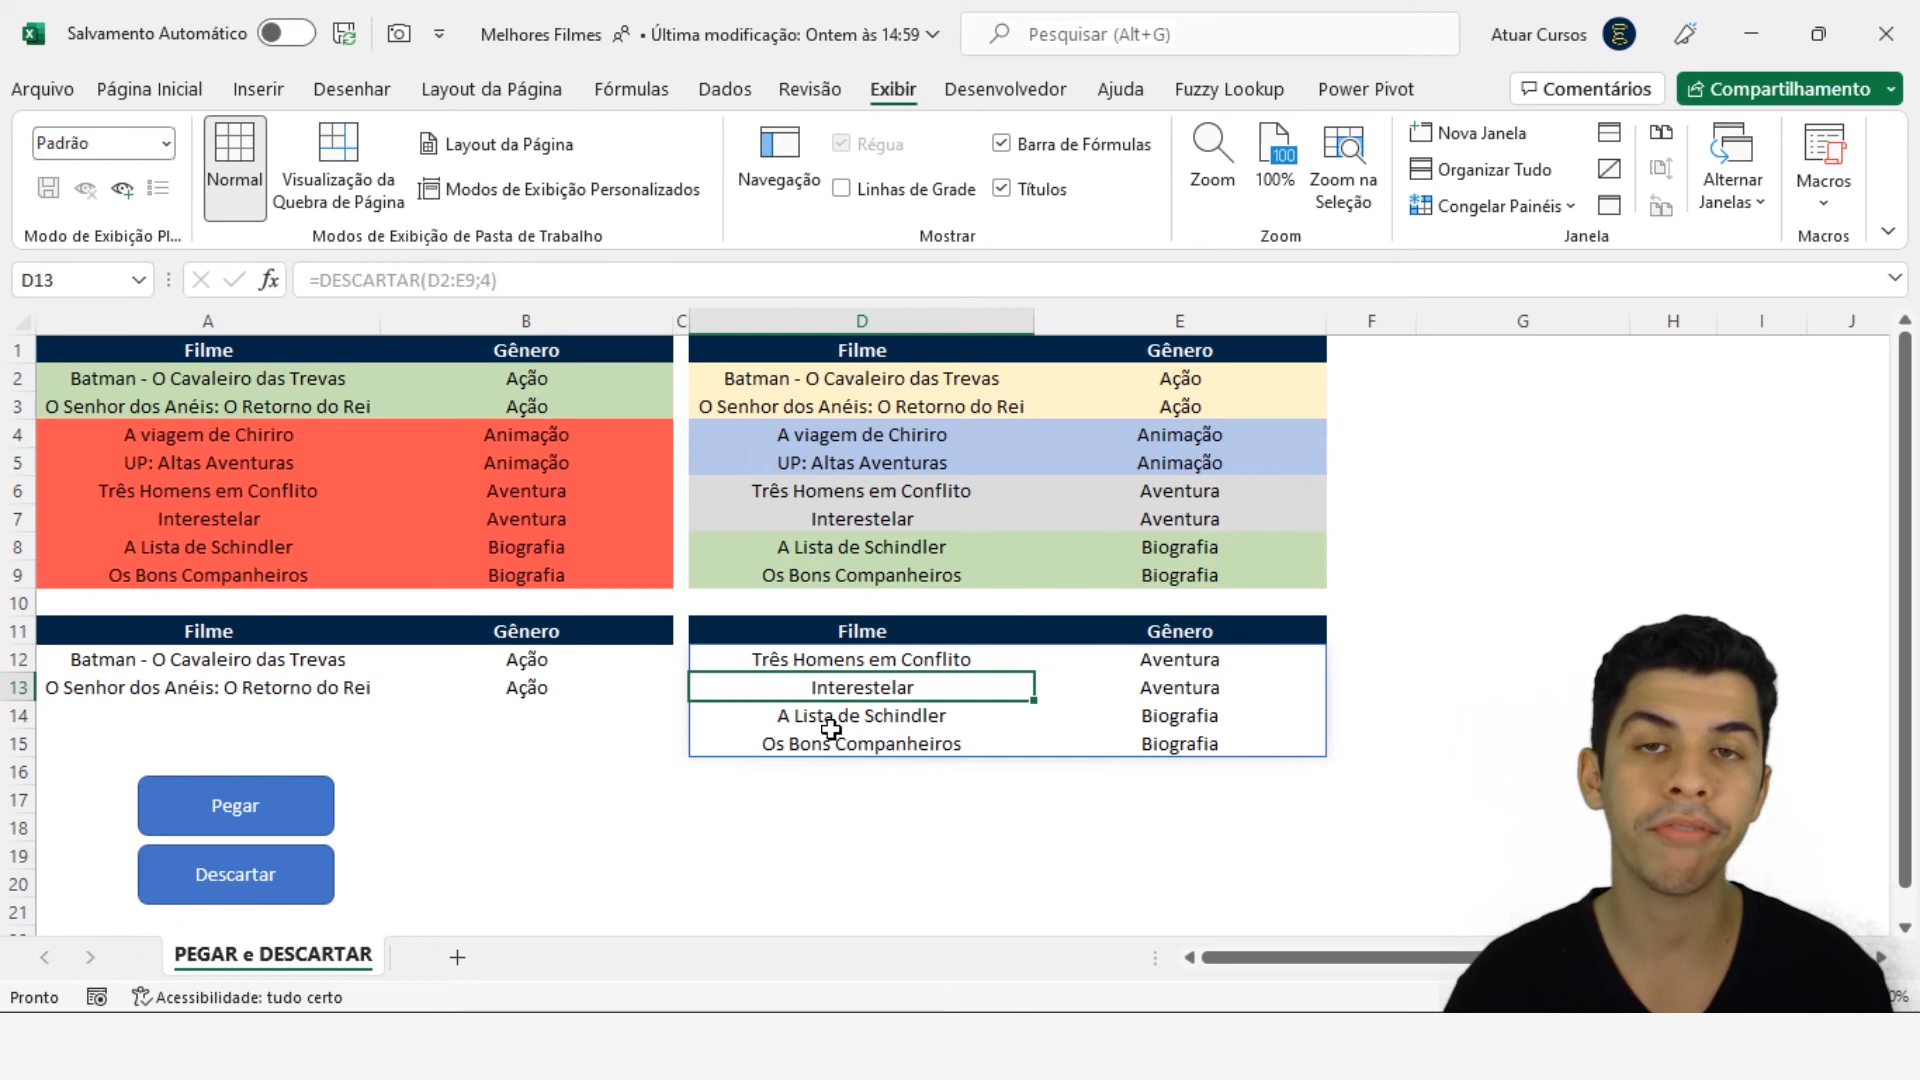 Salvamento Automático
Melhores Filmes • Última modificação: Ontem às 14:59
Pesquisar (Alt+G)
Atuar Cursos
Arquivo Página Inicial Inserir Desenhar Layout da Página Fórmulas Dados Revisão Exibir Desenvolvedor Ajuda Fuzzy Lookup Power Pivot
Comentários
Compartilhamento
Padrão
Modo de Exibição Pl...
Normal
Visualização da
Quebra de Página
Layout da Página
Modos de Exibição Personalizados
Modos de Exibição de Pasta de Trabalho
Navegação
Régua
Barra de Fórmulas
Linhas de Grade
Títulos
Mostrar
Zoom
100
100%
Zoom na
Seleção
Zoom
Nova Janela
Organizar Tudo
Congelar Painéis
Alternar
Janelas
Janela
Macros
Macros
D13
fx
=DESCARTAR(D2:E9;4)
A B C D E F G H I J
1 Filme Gênero Filme Gênero
2 Batman - O Cavaleiro das Trevas Ação Batman - O Cavaleiro das Trevas Ação
3 O Senhor dos Anéis: O Retorno do Rei Ação O Senhor dos Anéis: O Retorno do Rei Ação
4 A viagem de Chiriro Animação A viagem de Chiriro Animação
5 UP: Altas Aventuras Animação UP: Altas Aventuras Animação
6 Três Homens em Conflito Aventura Três Homens em Conflito Aventura
7 Interestelar Aventura Interestelar Aventura
8 A Lista de Schindler Biografia A Lista de Schindler Biografia
9 Os Bons Companheiros Biografia Os Bons Companheiros Biografia
10
11 Filme Gênero Filme Gênero
12 Batman - O Cavaleiro das Trevas Ação Três Homens em Conflito Aventura
13 O Senhor dos Anéis: O Retorno do Rei Ação Interestelar Aventura
14 A Lista de Schindler Biografia
15 Os Bons Companheiros Biografia
16
17 Pegar
18
19
20 Descartar
21
PEGAR e DESCARTAR
Pronto
Acessibilidade: tudo certo